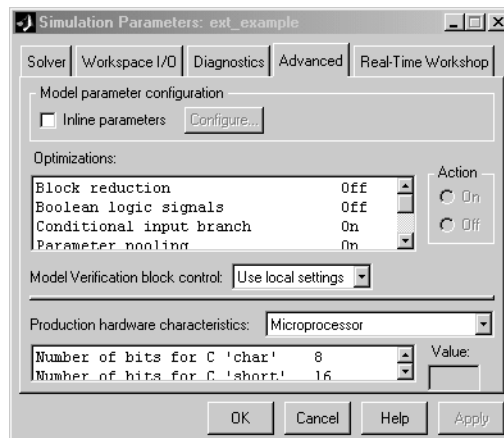 Simulation Parameters: ext_example
Solver Workspace I/O Diagnostics Advanced Real-Time Workshop
Model parameter configuration
Inline parameters Configure...
Optimizations:
Block reduction Off
Boolean logic signals Off
Conditional input branch On
Parameter pooling On
Action
On
Off
Model Verification block control: Use local settings
Production hardware characteristics: Microprocessor
Number of bits for C 'char' 8
Number of bits for C 'short' 16
Value:
OK Cancel Help Apply